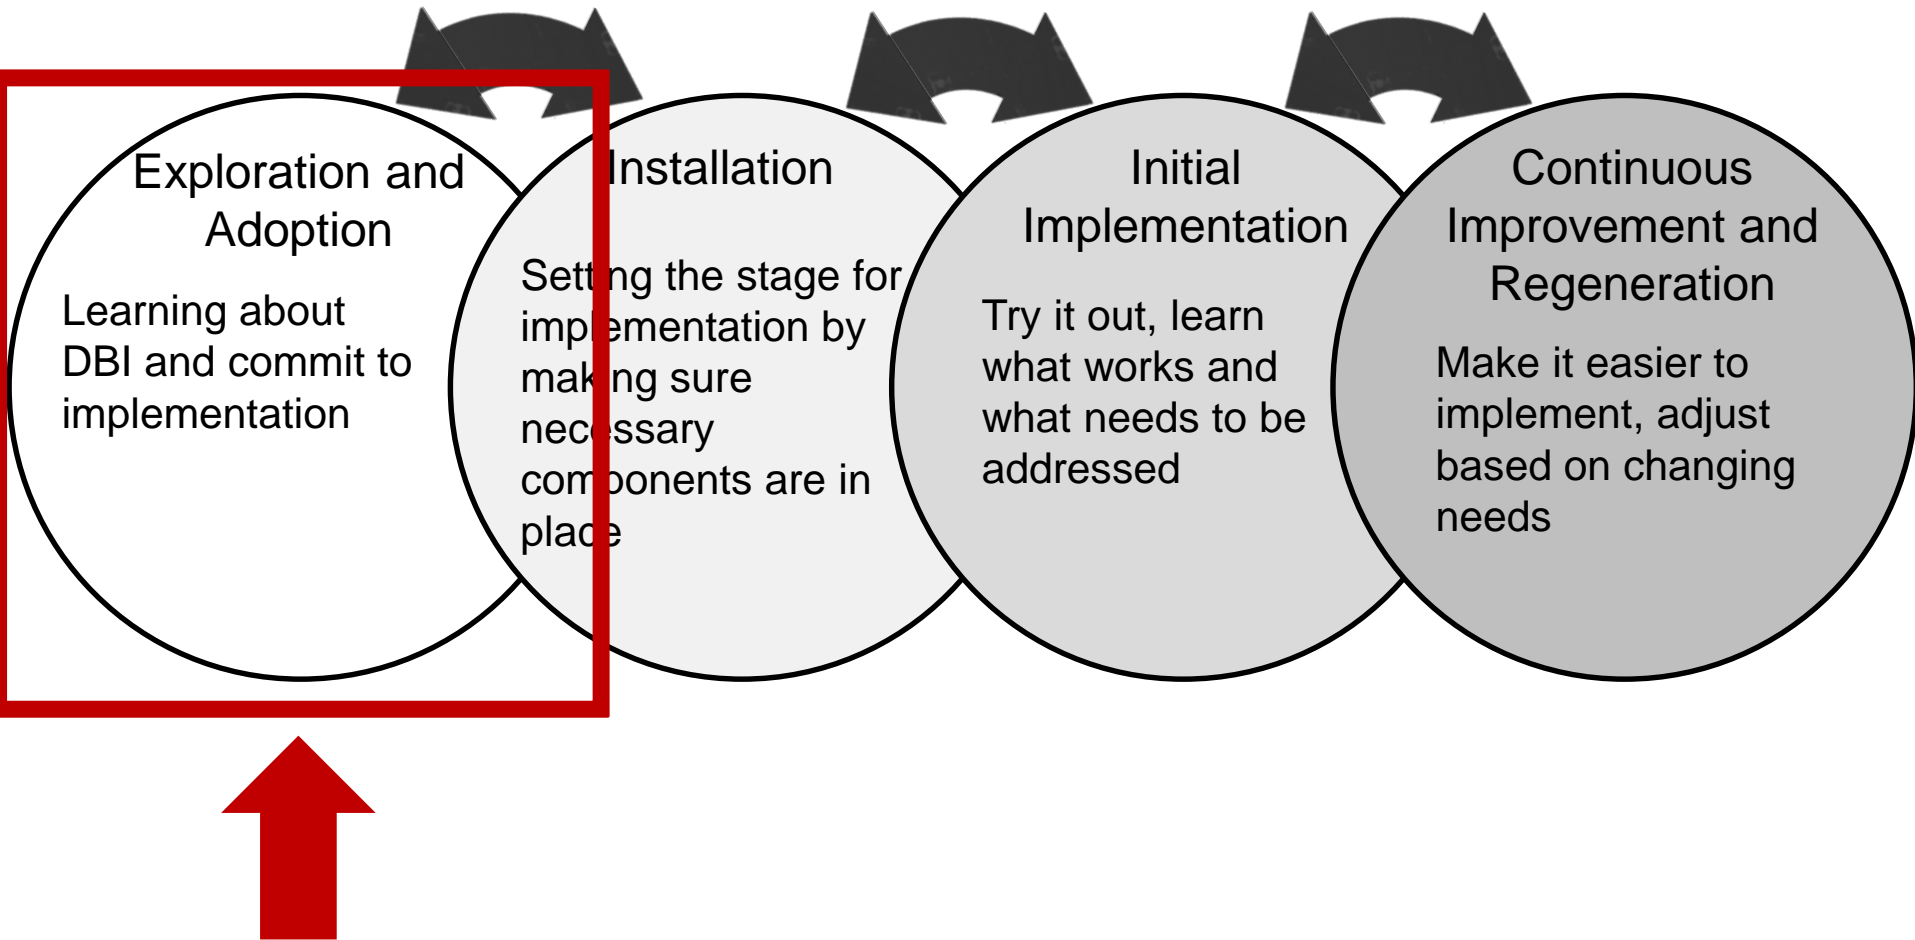 Exploration and
Adoption
Learning about
DBI and commit to
implementation
Installation
Setting the stage for
implementation by
making sure
necessary
components are in
place
Initial
Implementation
Try it out, learn
what works and
what needs to be
addressed
Continuous
Improvement and
Regeneration
Make it easier to
implement, adjust
based on changing
needs